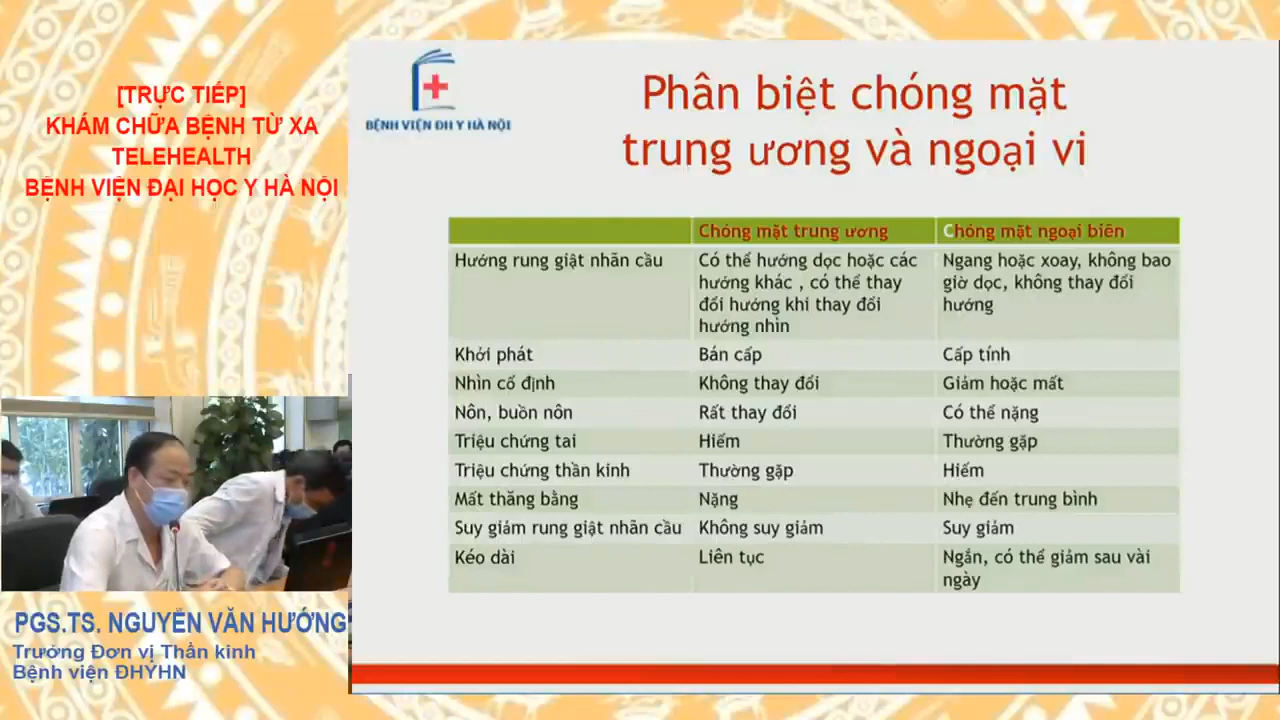 [TRỰC TIẾP]
KHÁM CHỮA BỆNH TỪ XA
TELEHEALTH
BỆNH VIỆN ĐẠI HỌC Y HÀ NỘI
BỆNH VIỆN ĐH Y HÀ NỘI
Phân biệt chóng mặt
trung ương và ngoại vi
Chóng mặt trung ương Chóng mặt ngoại biên
Hướng rung giật nhãn cầu Có thể hướng dọc hoặc các Ngang hoặc xoay, không bao
hướng khác , có thể thay giờ dọc, không thay đổi
đổi hướng khi thay đổi hướng
hướng nhìn
Khởi phát Bán cấp Cấp tính
Nhìn cố định Không thay đổi Giảm hoặc mất
Nôn, buồn nôn Rất thay đổi Có thể nặng
Triệu chứng tai Hiếm Thường gặp
Triệu chứng thần kinh Thường gặp Hiếm
Mất thăng bằng Nặng Nhẹ đến trung bình
Suy giảm rung giật nhãn cầu Không suy giảm Suy giảm
Kéo dài Liên tục Ngắn, có thể giảm sau vài
ngày
PGS.TS. NGUYỄN VĂN HƯỚNG
Trưởng Đơn vị Thần kinh
Bệnh viện ĐHYHN